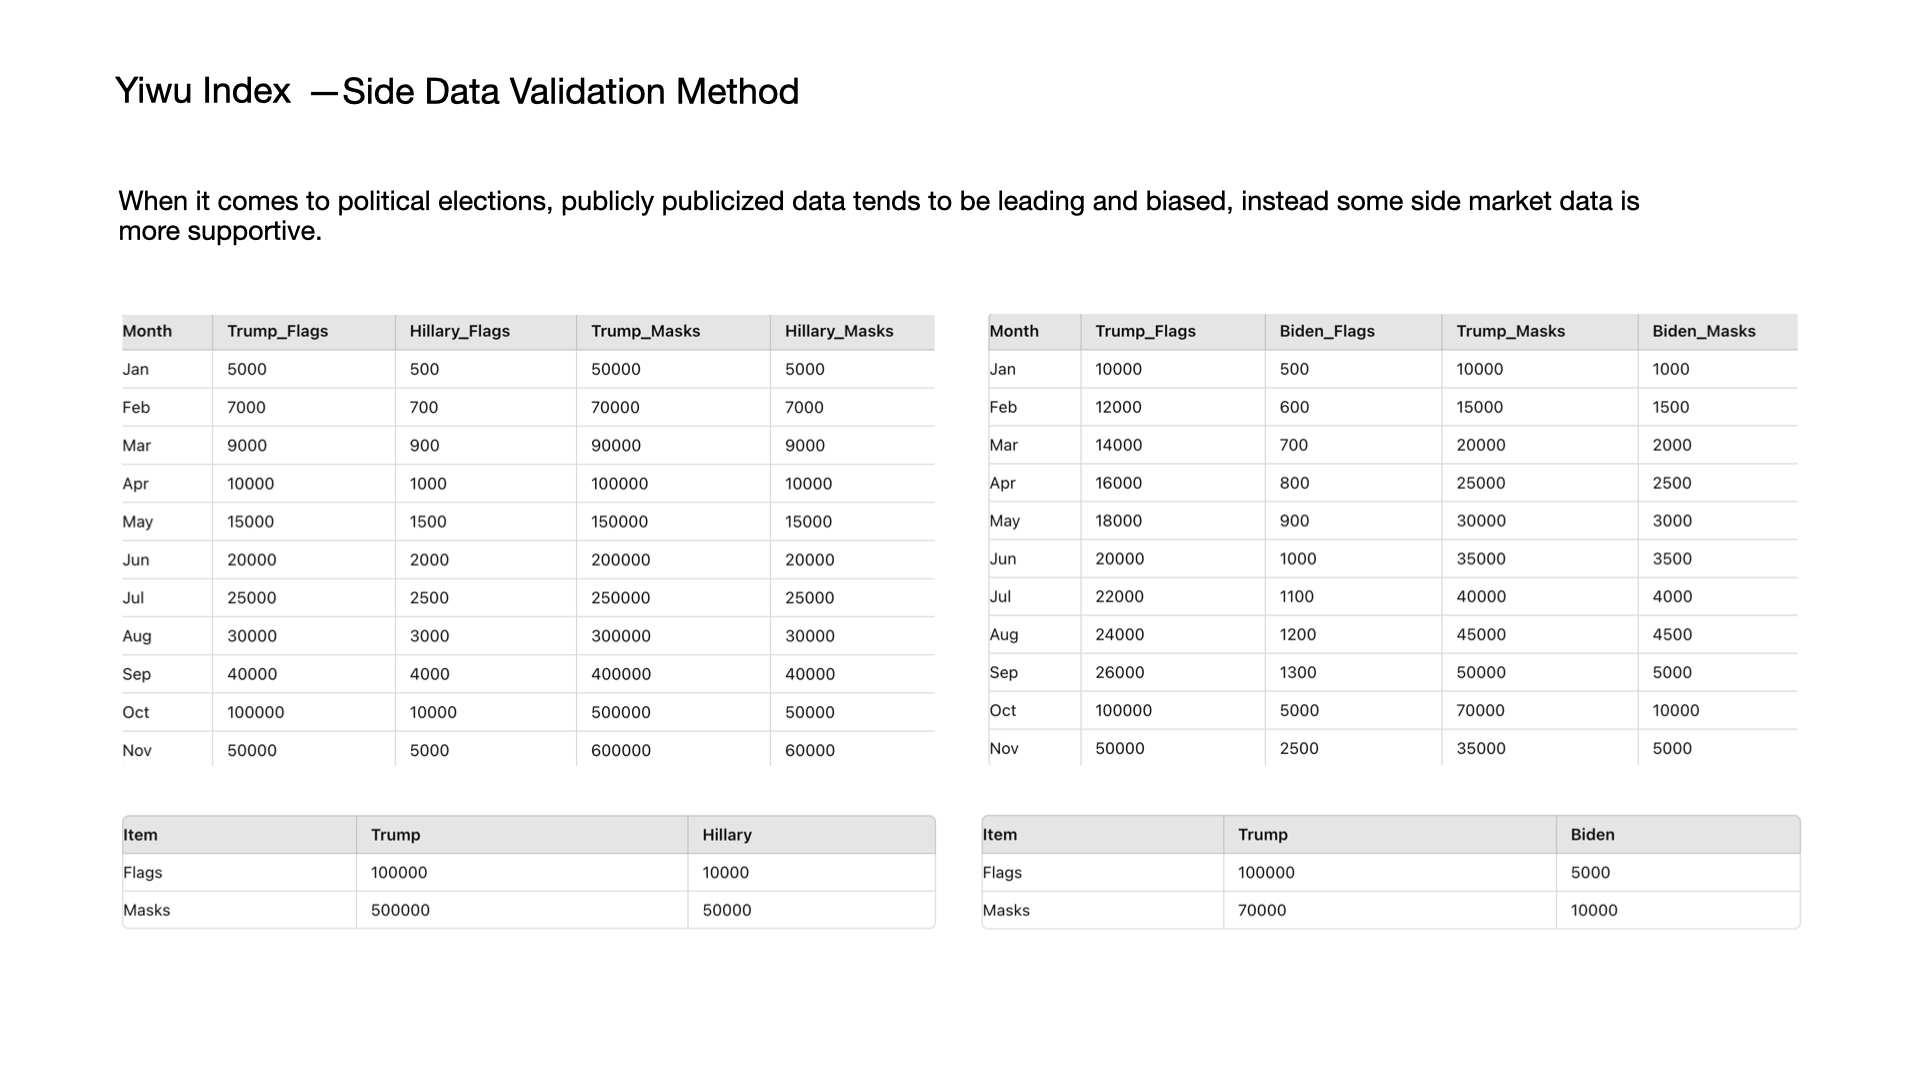 Yiwu Index —Side Data Validation Method
When it comes to political elections, publicly publicized data tends to be leading and biased, instead some side market data is
more supportive.
Month Trump_Flags Hillary_Flags Trump_Masks Hillary_Masks
Jan 5000 500 50000 5000
Feb 7000 700 70000 7000
Mar 9000 900 90000 9000
Apr 10000 1000 100000 10000
May 15000 1500 150000 15000
Jun 20000 2000 200000 20000
Jul 25000 2500 250000 25000
Aug 30000 3000 300000 30000
Sep 40000 4000 400000 40000
Oct 100000 10000 500000 50000
Nov 50000 5000 600000 60000
Item Trump Hillary
Flags 100000 10000
Masks 500000 50000
Month Trump_Flags Biden_Flags Trump_Masks Biden_Masks
Jan 10000 500 10000 1000
Feb 12000 600 15000 1500
Mar 14000 700 20000 2000
Apr 16000 800 25000 2500
May 18000 900 30000 3000
Jun 20000 1000 35000 3500
Jul 22000 1100 40000 4000
Aug 24000 1200 45000 4500
Sep 26000 1300 50000 5000
Oct 100000 5000 70000 10000
Nov 50000 2500 35000 5000
Item Trump Biden
Flags 100000 5000
Masks 70000 10000